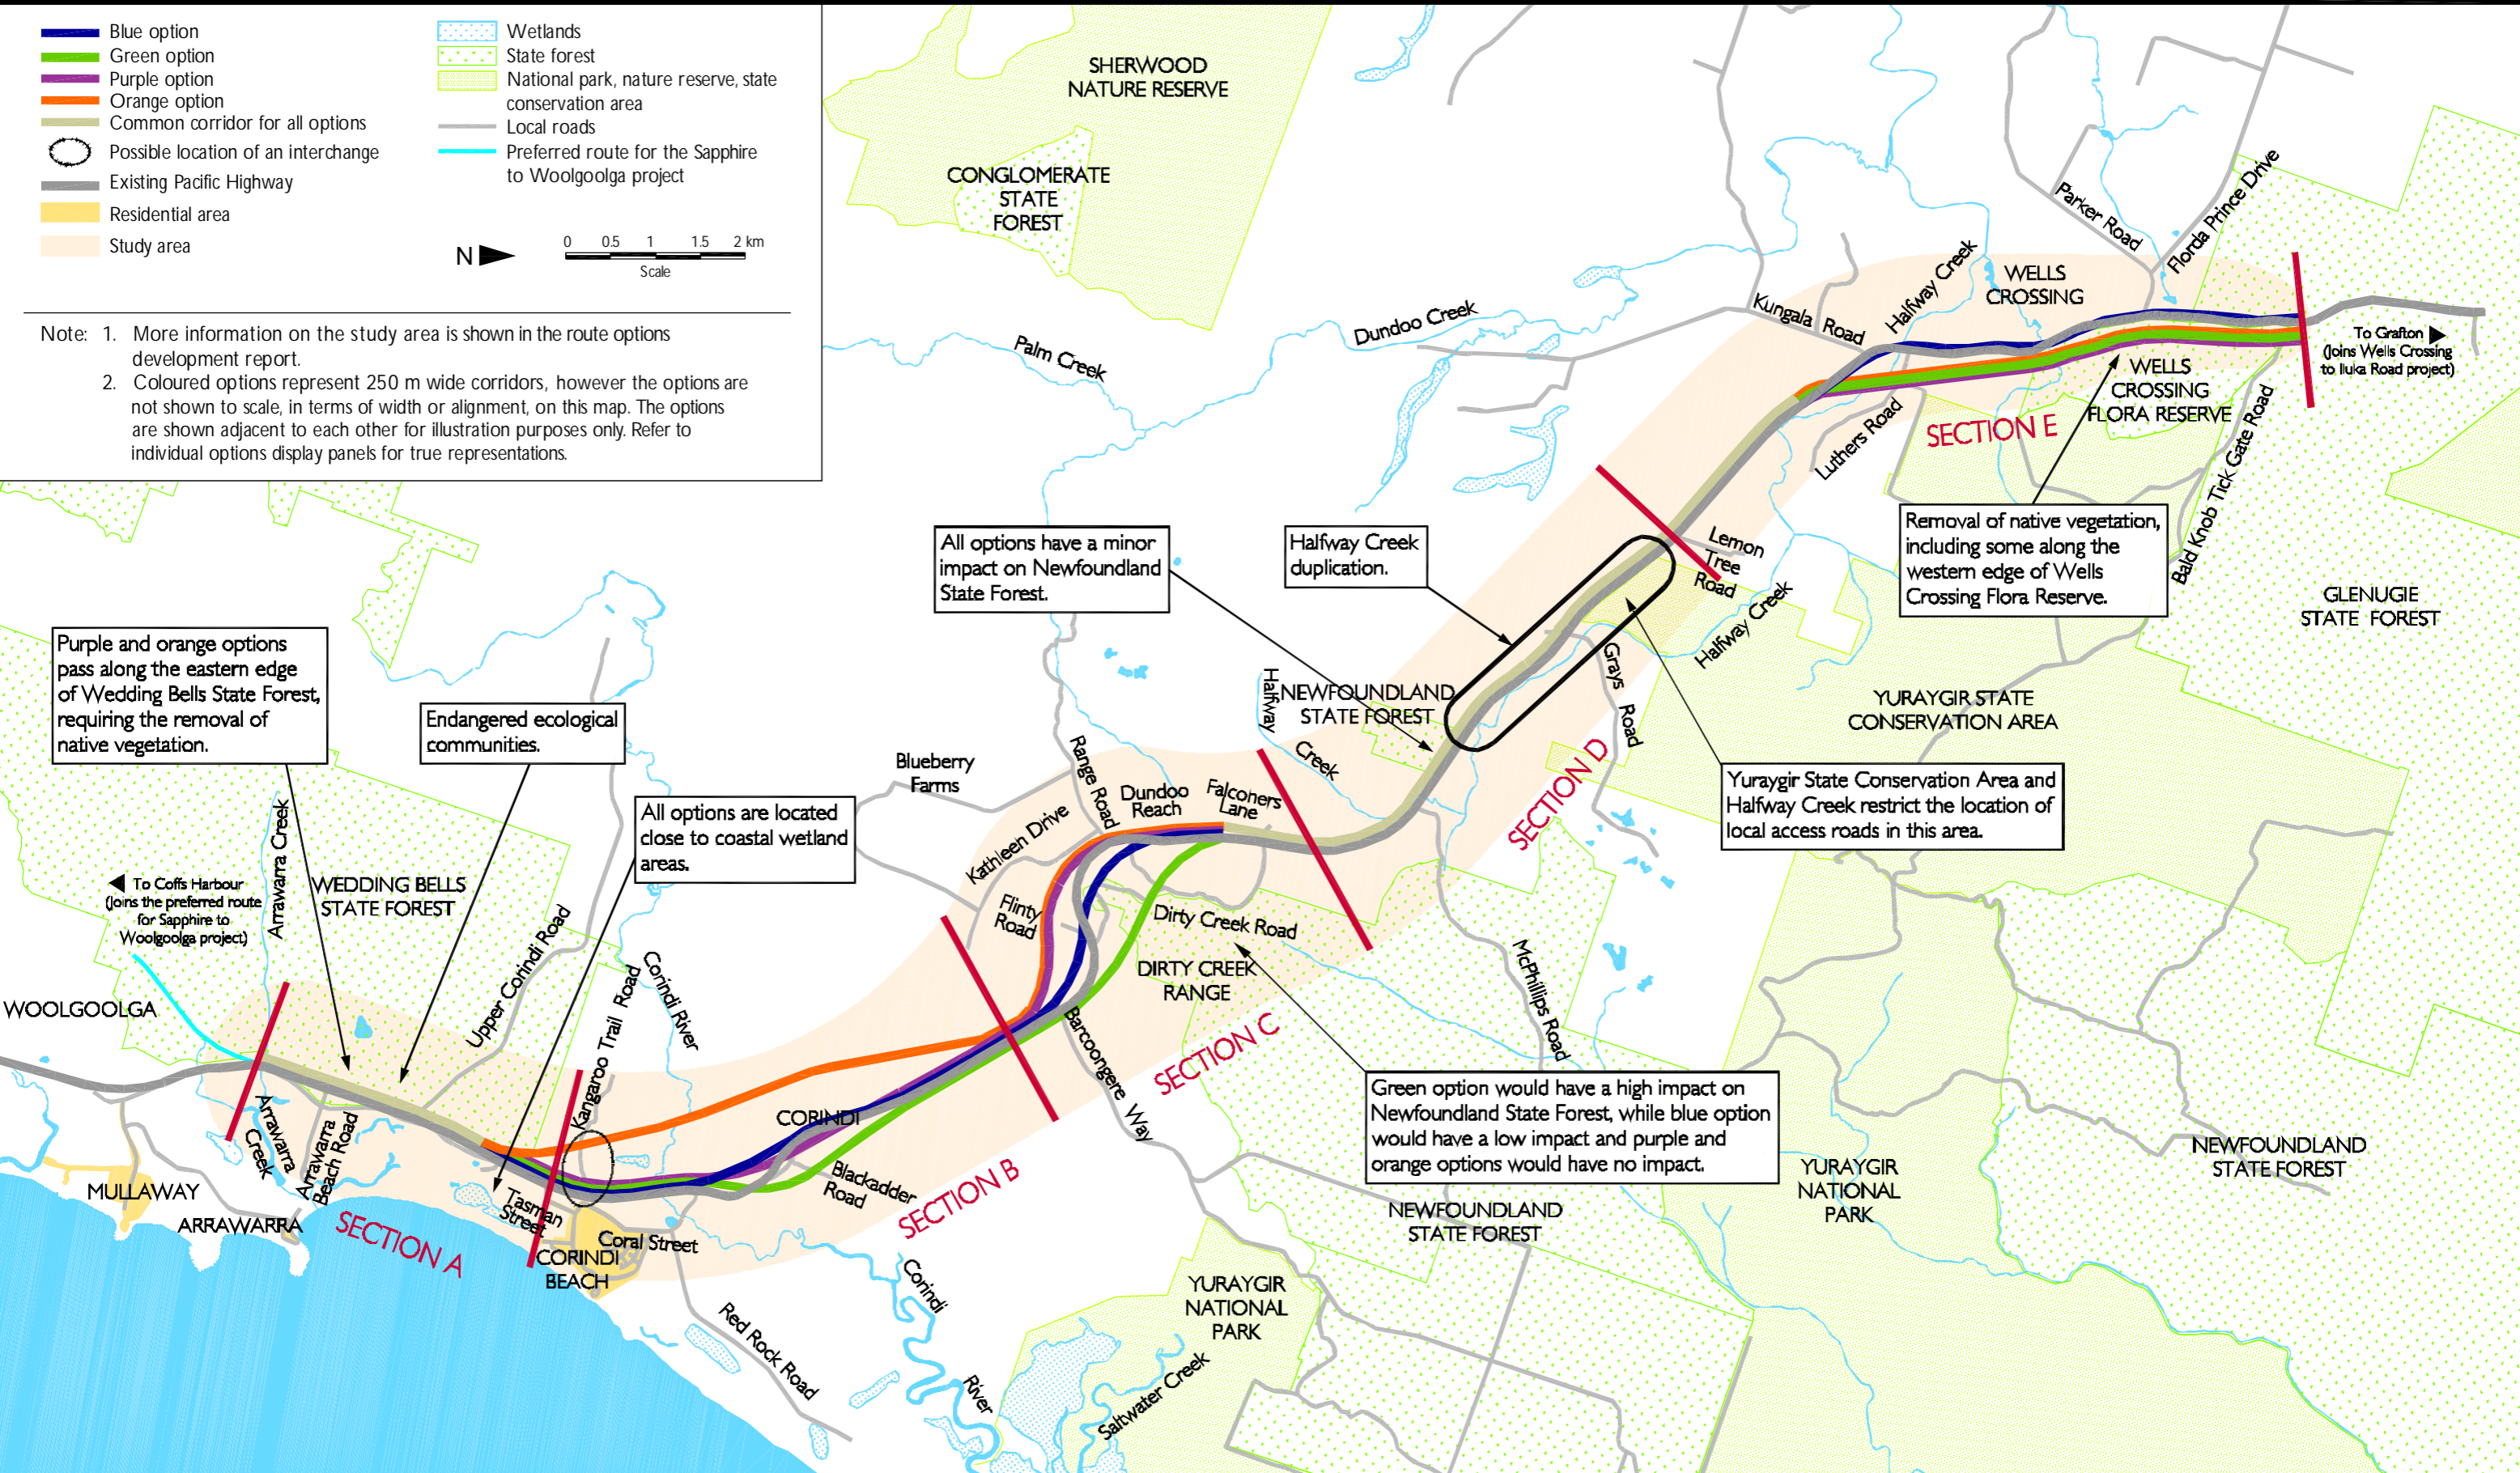 Blue option
Green option
Purple option
Orange option
Common corridor for all options
Possible location of an interchange
Existing Pacific Highway
Residential area
Study area
Wetlands
State forest
National park, nature reserve, state
conservation area
Local roads
Preferred route for the Sapphire
to Woolgoolga project
N
0 0.5 1 1.5 2 km
Scale
Note: 1. More information on the study area is shown in the route options
development report.
2. Coloured options represent 250 m wide corridors, however the options are
not shown to scale, in terms of width or alignment, on this map. The options
are shown adjacent to each other for illustration purposes only. Refer to
individual options display panels for true representations.
SHERWOOD
NATURE RESERVE
CONGLOMERATE
STATE
FOREST
Palm Creek
Dundoo Creek
Kungala Road
Halfway Creek
WELLS
CROSSING
Parker Road
Florda Prince Drive
To Grafton
(Joins Wells Crossing
to Iluka Road project)
WELLS
CROSSING
FLORA RESERVE
SECTION E
Luthers Road
Bald Knob Tick Gate Road
Removal of native vegetation,
including some along the
western edge of Wells
Crossing Flora Reserve.
GLENUGIE
STATE FOREST
Lemon
Tree
Road
Halfway Creek
All options have a minor
impact on Newfoundland
State Forest.
Halfway Creek
duplication.
Grays
Road
Halfway
Creek
NEWFOUNDLAND
STATE FOREST
YURAYGIR STATE
CONSERVATION AREA
SECTION D
Yuraygir State Conservation Area and
Halfway Creek restrict the location of
local access roads in this area.
Purple and orange options
pass along the eastern edge
of Wedding Bells State Forest,
requiring the removal of
native vegetation.
Endangered ecological
communities.
All options are located
close to coastal wetland
areas.
Blueberry
Farms
Range Road
Dundoo
Reach
Falconers
Lane
Kathleen Drive
Flinty
Road
Dirty Creek Road
DIRTY CREEK
RANGE
SECTION C
McPhillips Road
To Coffs Harbour
(Joins the preferred route
for Sapphire to
Woolgoolga project)
Arrawarra Creek
WEDDING BELLS
STATE FOREST
Upper Corindi Road
Kangaroo Trail Road
Corindi River
WOOLGOOLGA
Arrawarra
Creek
Arrawarra
Beach Road
MULLAWAY
ARRAWARRA
SECTION A
Tasman
Street
CORINDI
BEACH
Coral Street
CORINDI
Blackadder
Road
SECTION B
Barcoongere Way
Green option would have a high impact on
Newfoundland State Forest, while blue option
would have a low impact and purple and
orange options would have no impact.
NEWFOUNDLAND
STATE FOREST
YURAYGIR
NATIONAL
PARK
NEWFOUNDLAND
STATE FOREST
YURAYGIR
NATIONAL
PARK
Red Rock Road
Corindi
River
Saltwater Creek